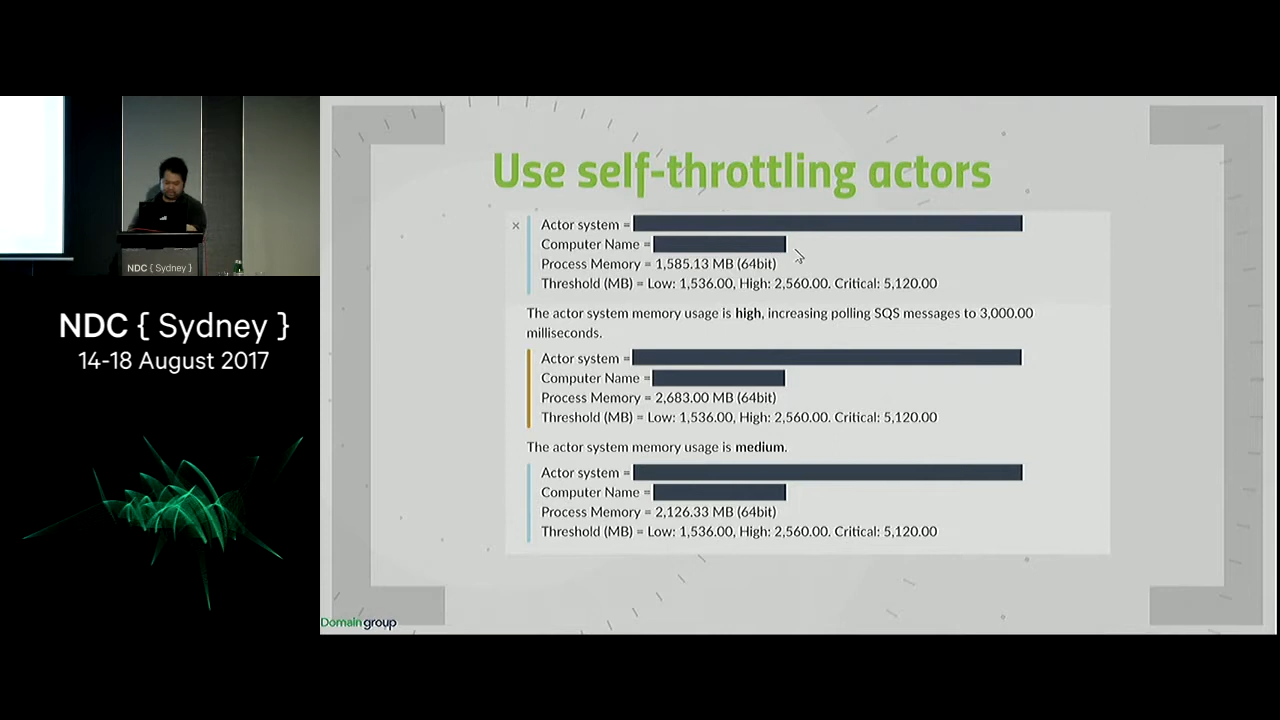 Use self-throttling actors
Actor system =
Computer Name =
Process Memory = 1,585.13 MB (64bit)
Threshold (MB) = Low: 1,536.00, High: 2,560.00. Critical: 5,120.00
The actor system memory usage is high, increasing polling SQS messages to 3,000.00
milliseconds.
Actor system =
Computer Name =
Process Memory = 2,683.00 MB (64bit)
Threshold (MB) = Low: 1,536.00, High: 2,560.00. Critical: 5,120.00
The actor system memory usage is medium.
Actor system =
Computer Name =
Process Memory = 2,126.33 MB (64bit)
Threshold (MB) = Low: 1,536.00, High: 2,560.00. Critical: 5,120.00
Domaingroup
NDC { Sydney }
NDC { Sydney }
14-18 August 2017